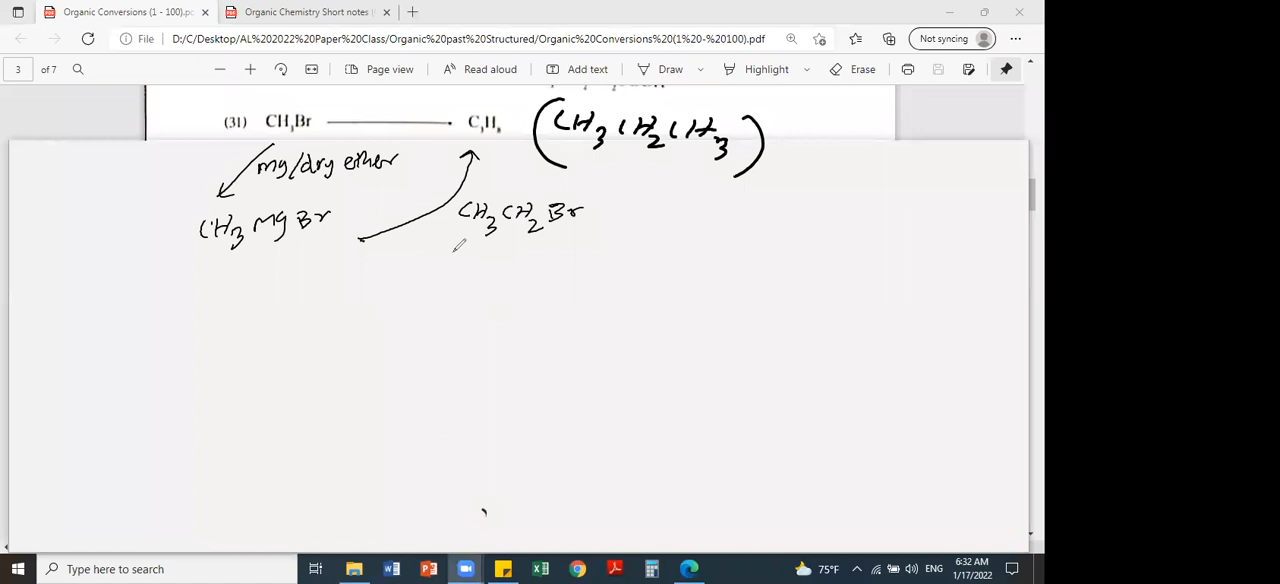 Organic Conversions (1 - 100).pc
Organic Chemistry Short notes (
File
D:/C/Desktop/AL%202022%20Paper%20Class/Organic%20past%20Structured/Organic%20Conversions%20(1%20-%20100).pdf
Not syncing
3 of 7
Page view
Read aloud
Add text
Draw
Highlight
Erase
(31) CH₃Br C₃H₈ (CH₃CH₂CH₃)
mg/dry ether
CH₃MgBr
CH₃CH₂Br
Type here to search
75°F
ENG
6:32 AM
1/17/2022